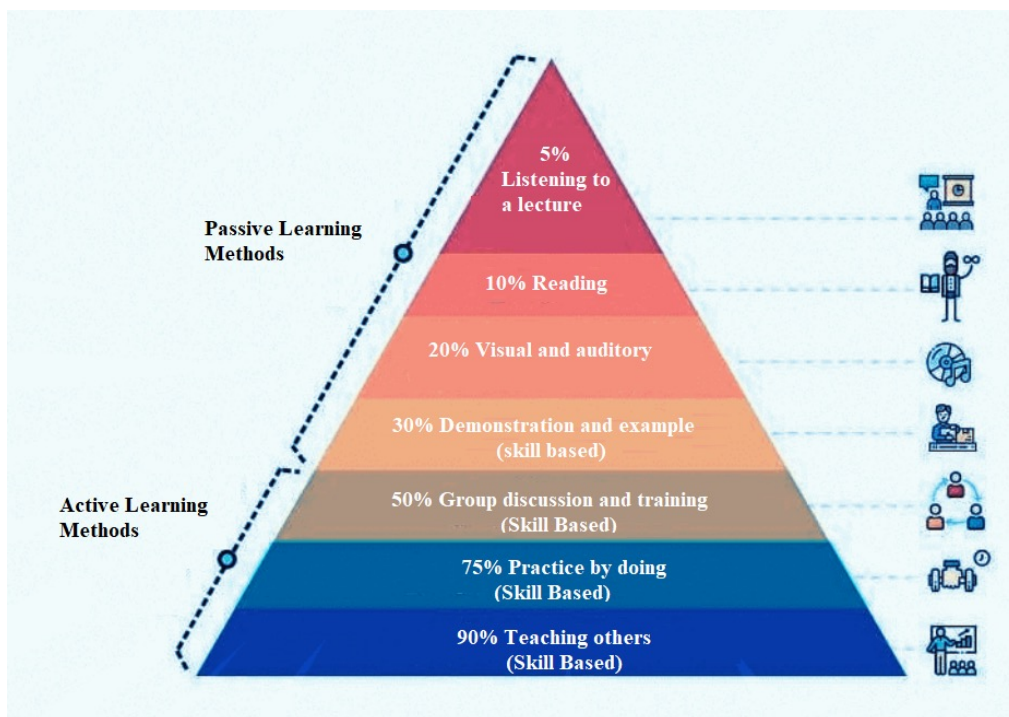 5%
Listening to
a lecture
Passive Learning
Methods
10% Reading
20% Visual and auditory
30% Demonstration and example
(skill based)
Active Learning
Methods
50% Group discussion and training
(Skill Based)
75% Practice by doing
(Skill Based)
90% Teaching others
(Skill Based)